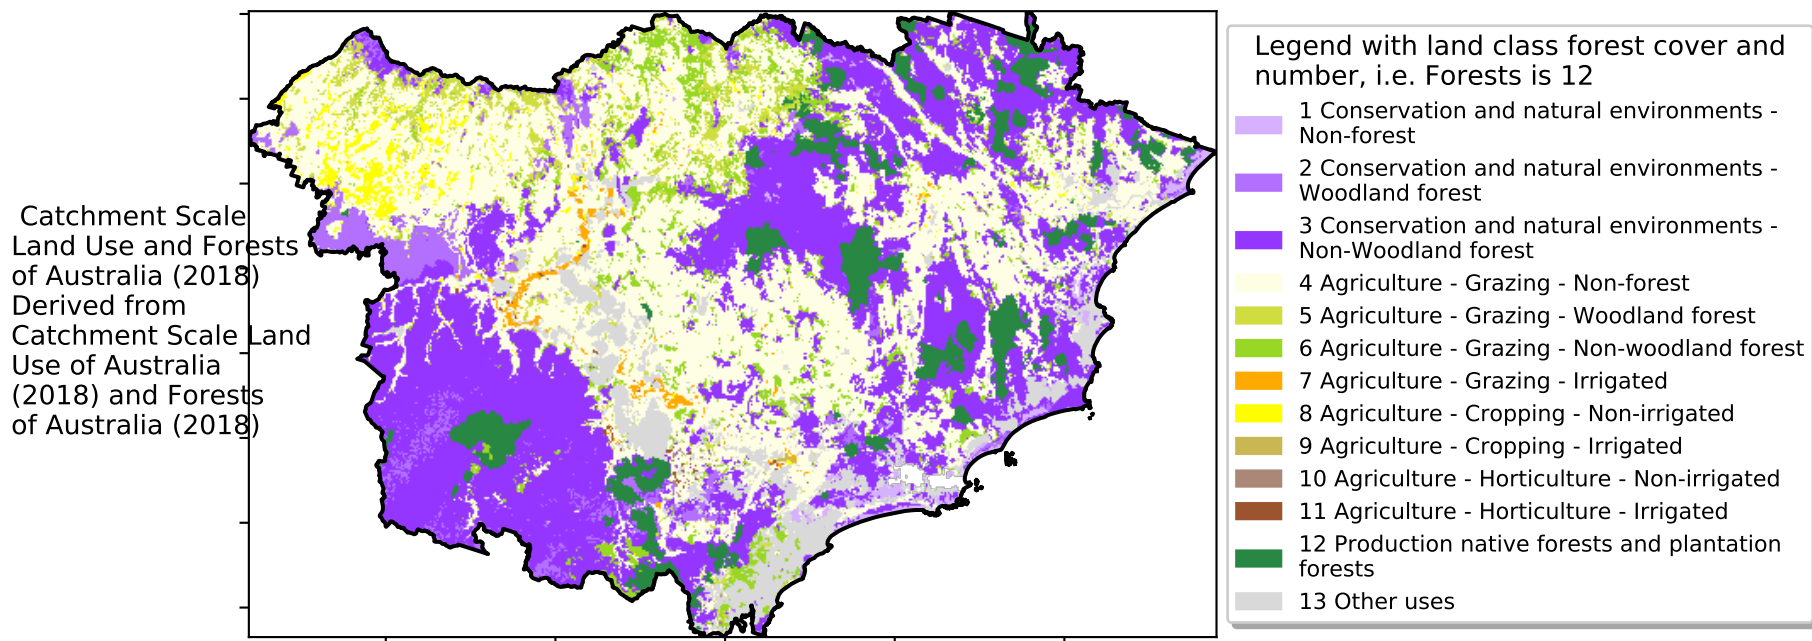 Catchment Scale
Land Use and Forests
of Australia (2018)
Derived from
Catchment Scale Land
Use of Australia
(2018) and Forests
of Australia (2018)
Legend with land class forest cover and
number, i.e. Forests is 12
1 Conservation and natural environments -
Non-forest
2 Conservation and natural environments -
Woodland forest
3 Conservation and natural environments -
Non-Woodland forest
4 Agriculture - Grazing - Non-forest
5 Agriculture - Grazing - Woodland forest
6 Agriculture - Grazing - Non-woodland forest
7 Agriculture - Grazing - Irrigated
8 Agriculture - Cropping - Non-irrigated
9 Agriculture - Cropping - Irrigated
10 Agriculture - Horticulture - Non-irrigated
11 Agriculture - Horticulture - Irrigated
12 Production native forests and plantation
forests
13 Other uses